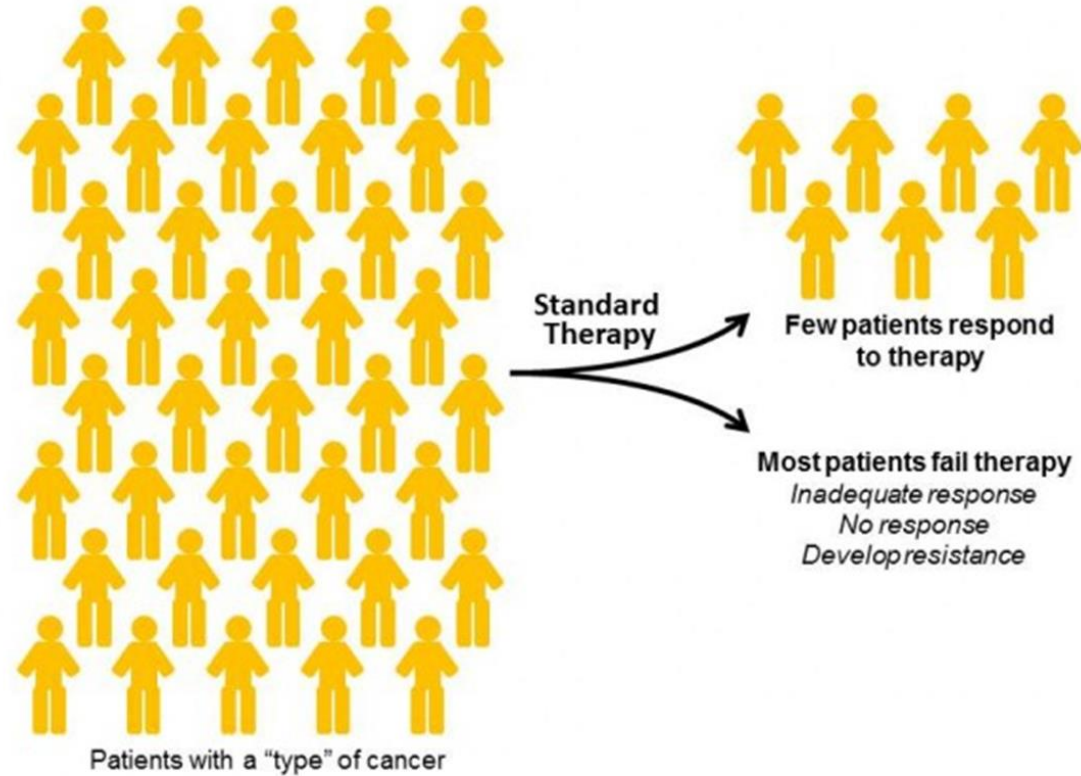 Standard
Therapy
Few patients respond
to therapy
Most patients fail therapy
Inadequate response
No response
Develop resistance
Patients with a “type” of cancer